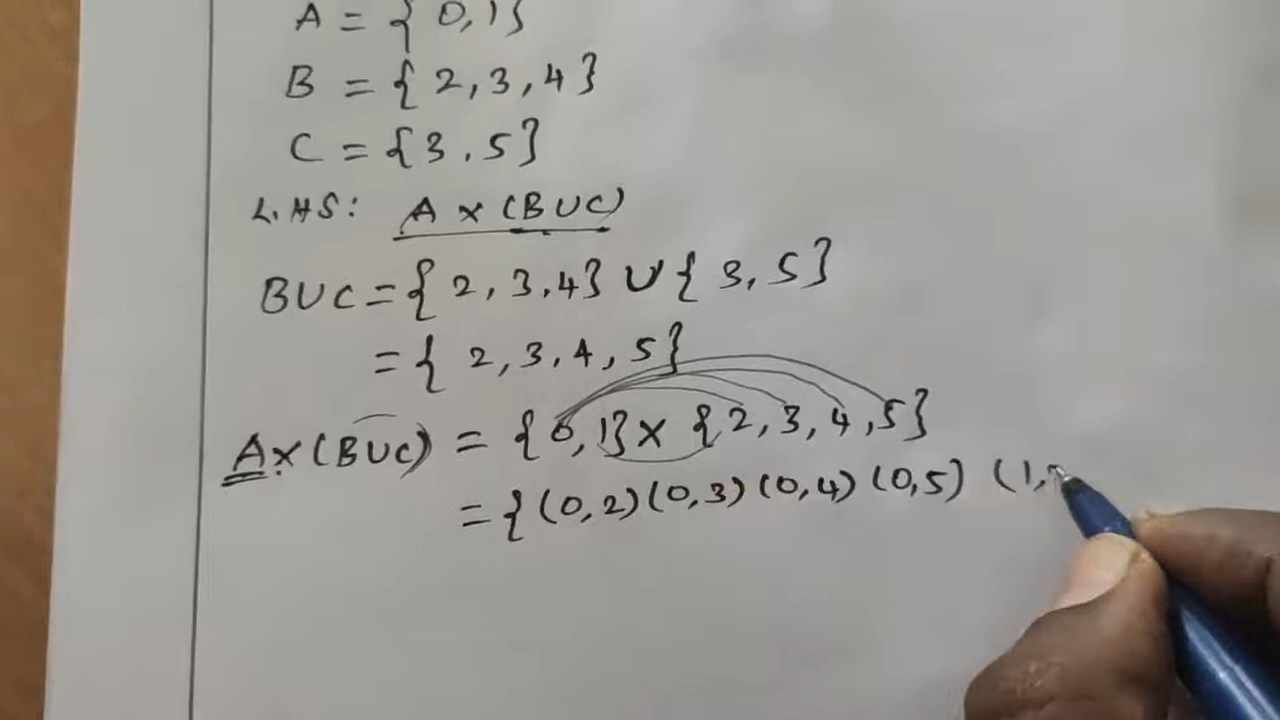 A = { 0, 1 }
B = { 2, 3, 4 }
C = { 3, 5 }
L.HS: A × (B∪C)
B∪C = { 2, 3, 4 } ∪ { 3, 5 }
= { 2, 3, 4, 5 }
A × (B∪C) = { 0, 1 } × { 2, 3, 4, 5 }
= { (0, 2) (0, 3) (0, 4) (0, 5) (1,